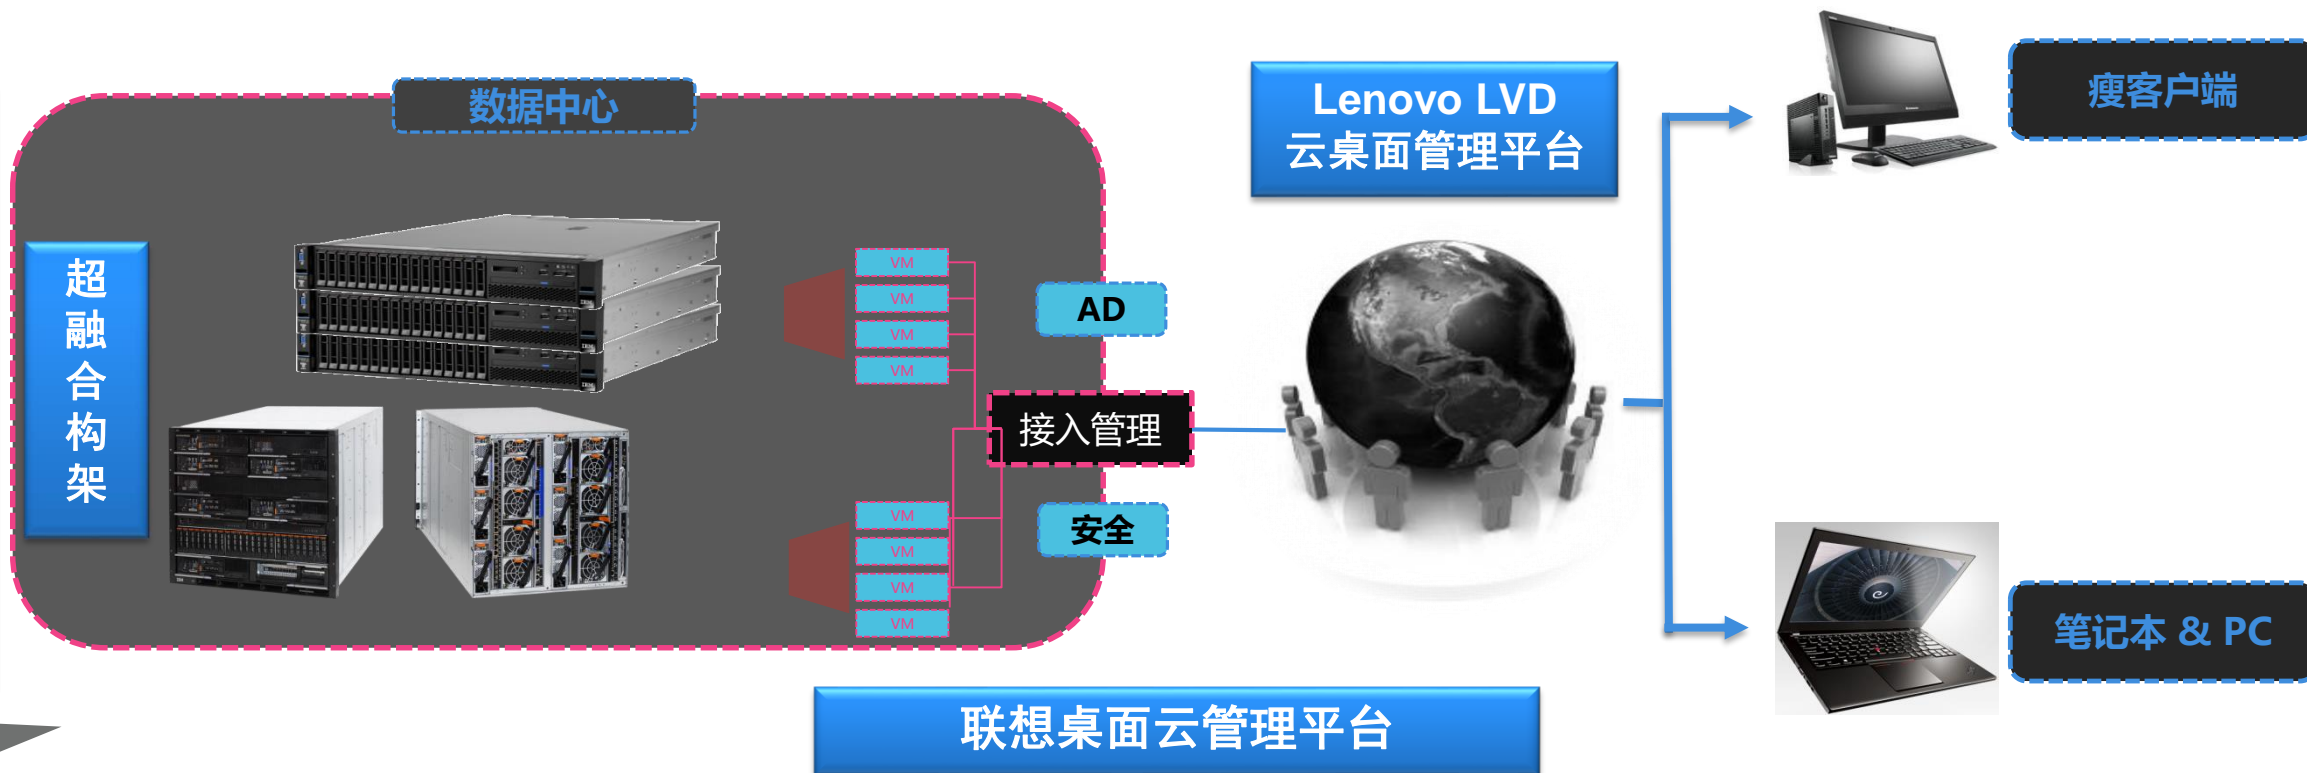 数据中心
Lenovo LVD
云桌面管理平台
瘦客户端
超
融
合
构
架
VM
VM
VM
VM
AD
接入管理
安全
VM
VM
VM
VM
笔记本 & PC
联想桌面云管理平台